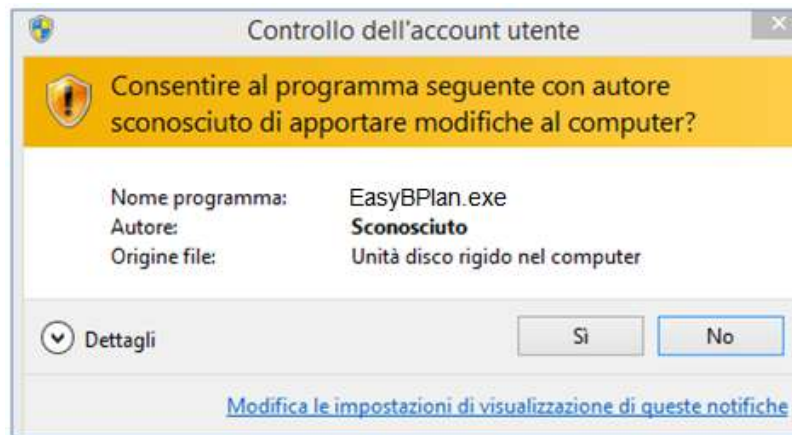 Controllo dell'account utente
Consentire al programma seguente con autore
sconosciuto di apportare modifiche al computer?
Nome programma: EasyBPlan.exe
Autore: Sconosciuto
Origine file: Unità disco rigido nel computer
Dettagli Sì No
Modifica le impostazioni di visualizzazione di queste notifiche